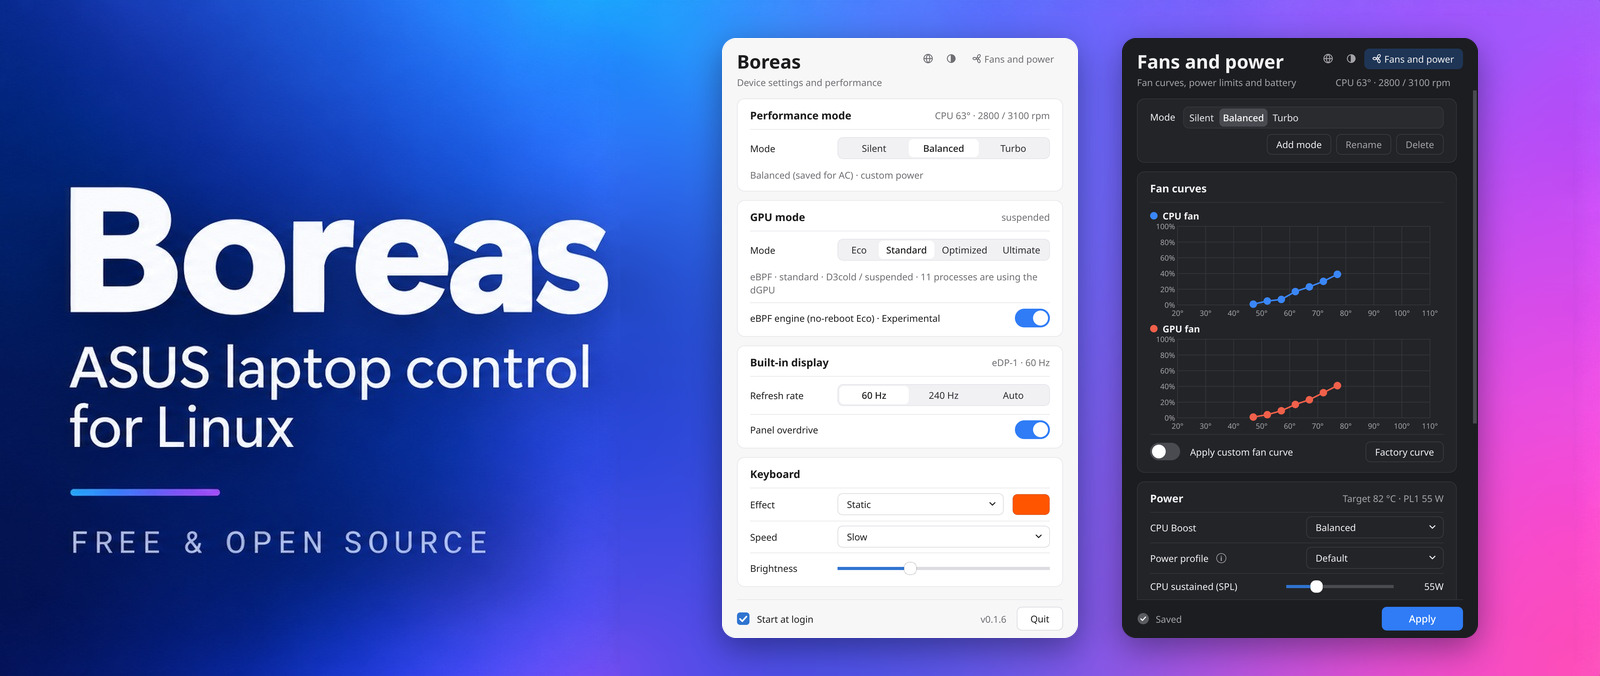 Boreas
ASUS laptop control
for Linux
FREE & OPEN SOURCE
Boreas
Fans and power
Device settings and performance
Performance mode
CPU 63° · 2800 / 3100 rpm
Mode
Silent
Balanced
Turbo
Balanced (saved for AC) · custom power
GPU mode
suspended
Mode
Eco
Standard
Optimized
Ultimate
eBPF · standard · D3cold / suspended · 11 processes are using the
dGPU
eBPF engine (no-reboot Eco) · Experimental
Built-in display
eDP-1 · 60 Hz
Refresh rate
60 Hz
240 Hz
Auto
Panel overdrive
Keyboard
Effect
Static
Speed
Slow
Brightness
Start at login
v0.1.6
Quit
Fans and power
Fans and power
Fan curves, power limits and battery
CPU 63° · 2800 / 3100 rpm
Mode
Silent
Balanced
Turbo
Add mode
Rename
Delete
Fan curves
CPU fan
100%
80%
60%
40%
20%
0%
20° 30° 40° 50° 60° 70° 80° 90° 100° 110°
GPU fan
100%
80%
60%
40%
20%
0%
20° 30° 40° 50° 60° 70° 80° 90° 100° 110°
Apply custom fan curve
Factory curve
Power
Target 82 °C · PL1 55 W
CPU Boost
Balanced
Power profile
Default
CPU sustained (SPL)
55W
Saved
Apply